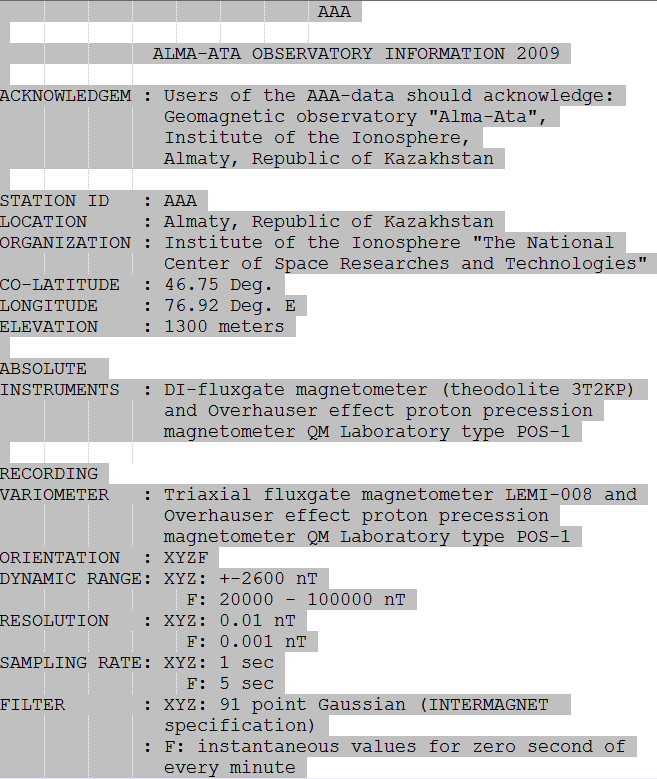 AAA
ALMA-ATA OBSERVATORY INFORMATION 2009
ACKNOWLEDGEM : Users of the AAA-data should acknowledge:
Geomagnetic observatory "Alma-Ata",
Institute of the Ionosphere,
Almaty, Republic of Kazakhstan
STATION ID   : AAA
LOCATION     : Almaty, Republic of Kazakhstan
ORGANIZATION : Institute of the Ionosphere "The National
Center of Space Researches and Technologies"
CO-LATITUDE  : 46.75 Deg.
LONGITUDE    : 76.92 Deg. E
ELEVATION    : 1300 meters
ABSOLUTE
INSTRUMENTS  : DI-fluxgate magnetometer (theodolite 3T2KP)
and Overhauser effect proton precession
magnetometer QM Laboratory type POS-1
RECORDING
VARIOMETER   : Triaxial fluxgate magnetometer LEMI-008 and
Overhauser effect proton precession
magnetometer QM Laboratory type POS-1
ORIENTATION  : XYZF
DYNAMIC RANGE: XYZ: +-2600 nT
F: 20000 - 100000 nT
RESOLUTION   : XYZ: 0.01 nT
F: 0.001 nT
SAMPLING RATE: XYZ: 1 sec
F: 5 sec
FILTER       : XYZ: 91 point Gaussian (INTERMAGNET
specification)
: F: instantaneous values for zero second of
every minute